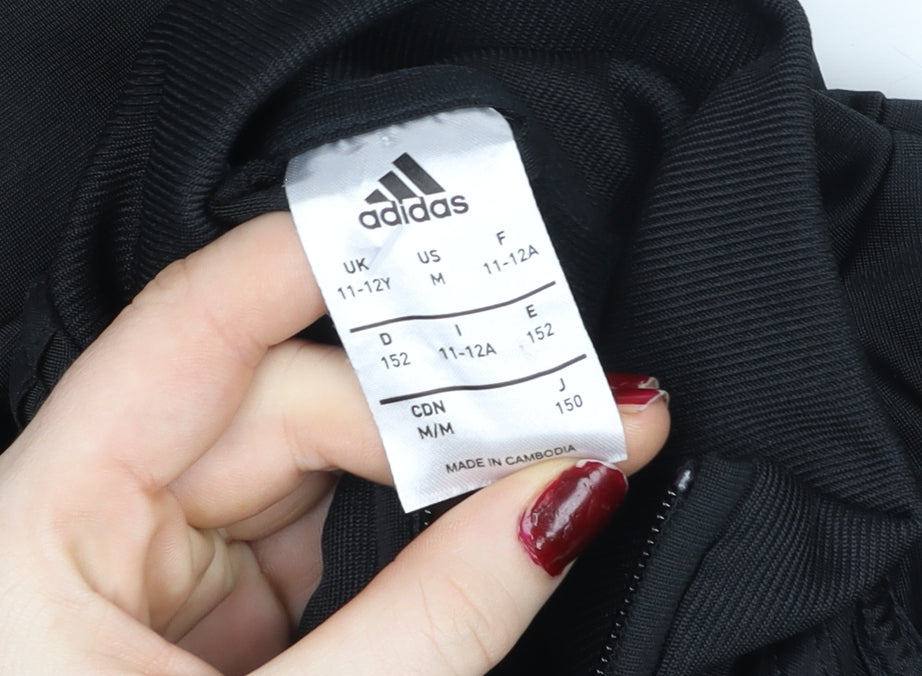 adidas
UK US F
11-12Y M 11-12A
D I E
152 11-12A 152
CDN J
M/M 150
MADE IN CAMBODIA